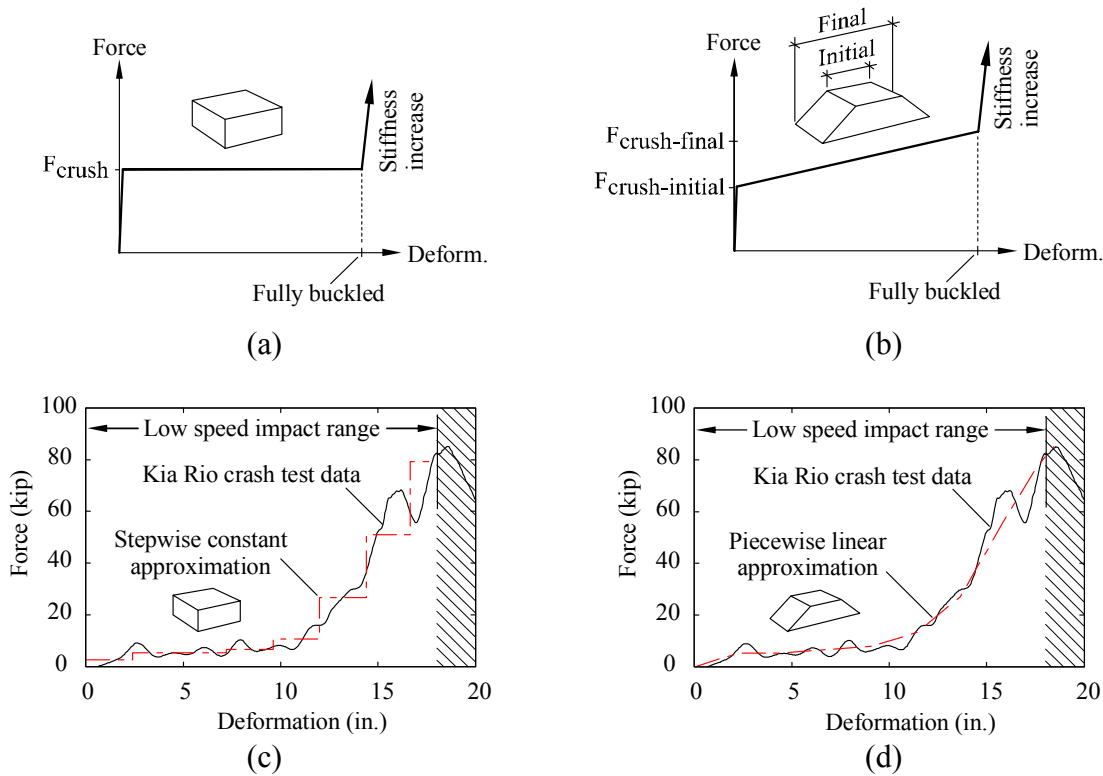 Force
F_crush
Stiffness
increase
Deform.
Fully buckled
(a)
Final
Initial
Force
F_crush-final
F_crush-initial
Stiffness
increase
Deform.
Fully buckled
(b)
100
80
60
40
20
0
Force (kip)
Low speed impact range
Kia Rio crash test data
Stepwise constant
approximation
0 5 10 15 20
Deformation (in.)
(c)
100
80
60
40
20
0
Force (kip)
Low speed impact range
Kia Rio crash test data
Piecewise linear
approximation
0 5 10 15 20
Deformation (in.)
(d)